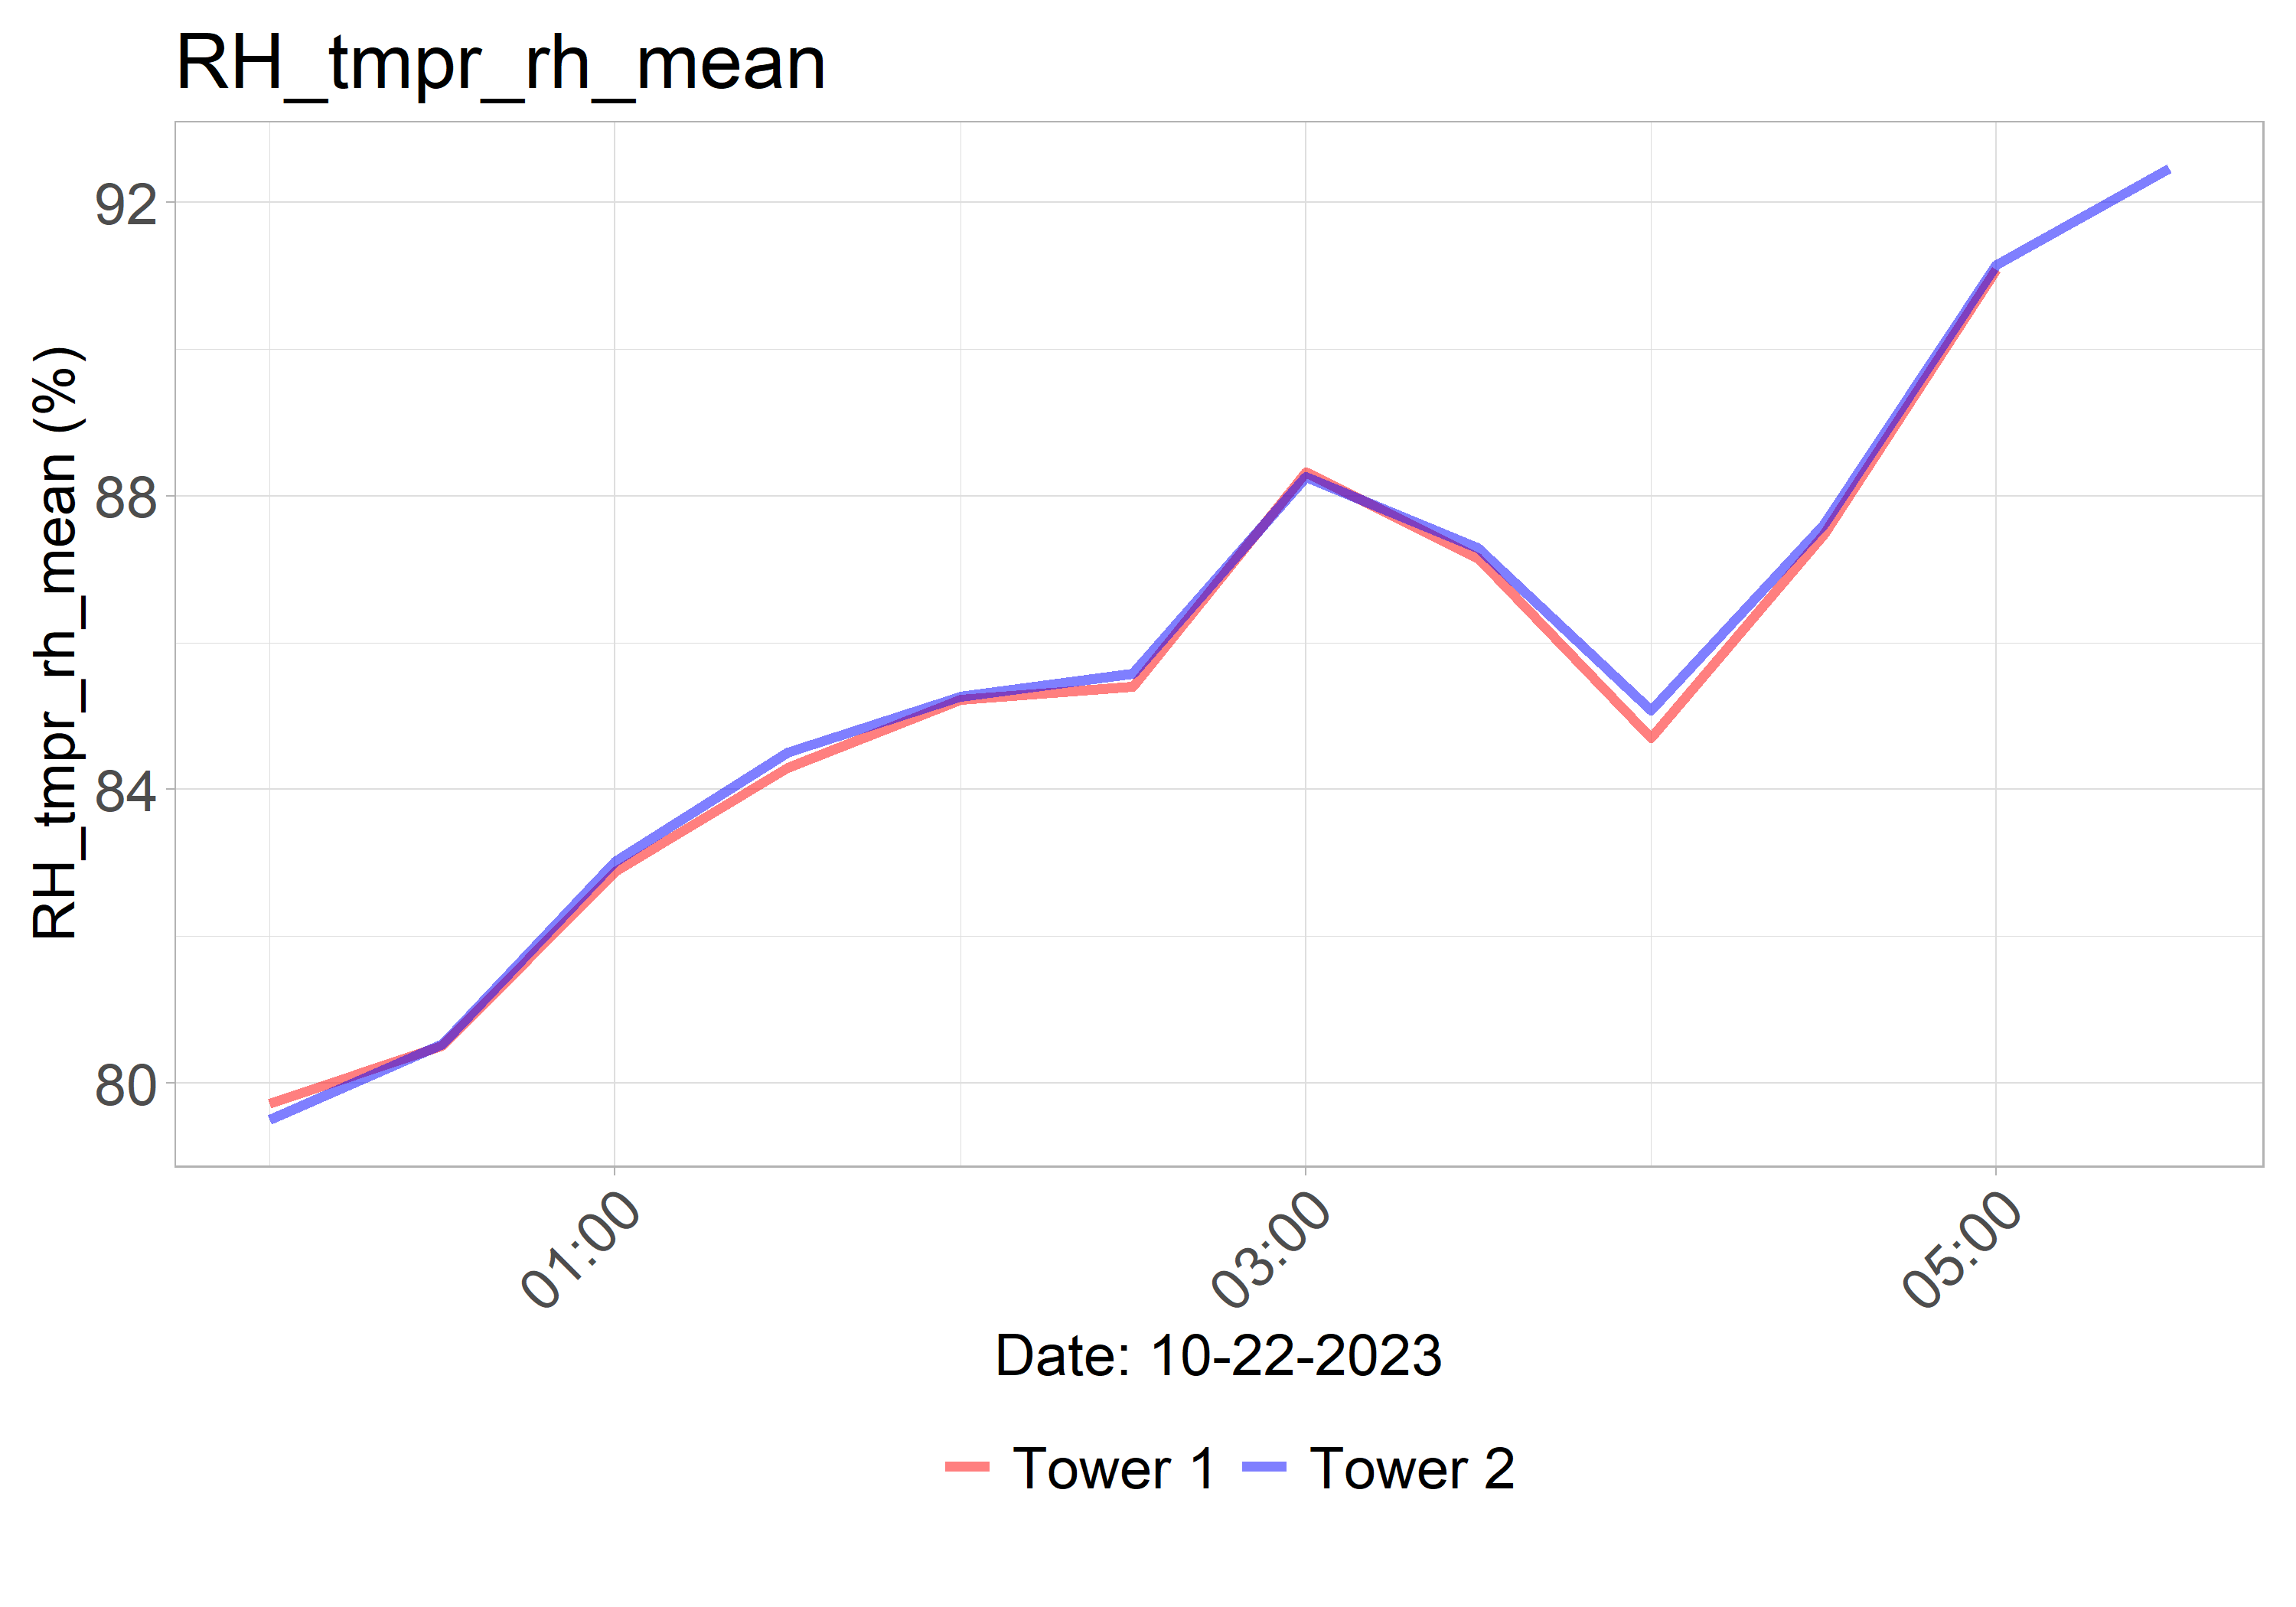 RH_tmpr_rh_mean
RH_tmpr_rh_mean (%)
92
88
84
80
01:00
03:00
05:00
Date: 10-22-2023
Tower 1
Tower 2